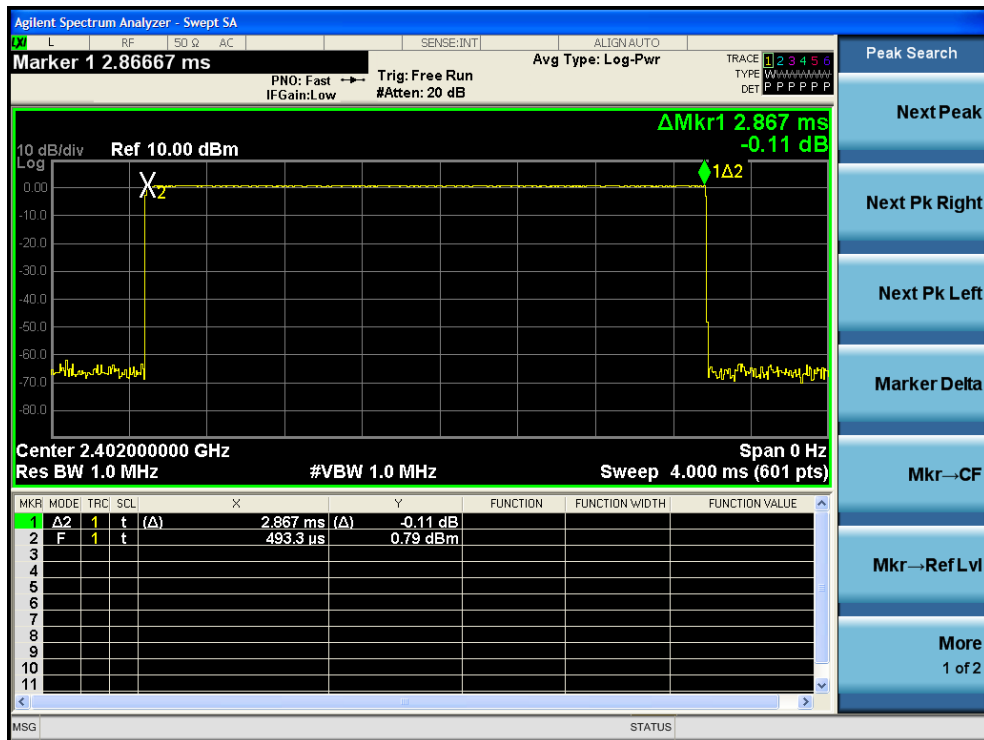 Agilent Spectrum Analyzer - Swept SA
LXI L RF 50 Ω AC SENSE:INT ALIGN AUTO
Marker 1 2.86667 ms
PNO: Fast
IFGain:Low
Trig: Free Run
#Atten: 20 dB
Avg Type: Log-Pwr
TRACE 1 2 3 4 5 6
TYPE WWWWWW
DET P P P P P P
ΔMkr1 2.867 ms
-0.11 dB
10 dB/div Ref 10.00 dBm
Log
0.00
-10.0
-20.0
-30.0
-40.0
-50.0
-60.0
-70.0
-80.0
X2
1Δ2
Center 2.402000000 GHz Span 0 Hz
Res BW 1.0 MHz #VBW 1.0 MHz Sweep 4.000 ms (601 pts)
MKR MODE TRC SCL X Y FUNCTION FUNCTION WIDTH FUNCTION VALUE
1 Δ2 1 t (Δ) 2.867 ms (Δ) -0.11 dB
2 F 1 t 493.3 µs 0.79 dBm
3
4
5
6
7
8
9
10
11
MSG STATUS
Peak Search
Next Peak
Next Pk Right
Next Pk Left
Marker Delta
Mkr→CF
Mkr→Ref Lvl
More
1 of 2